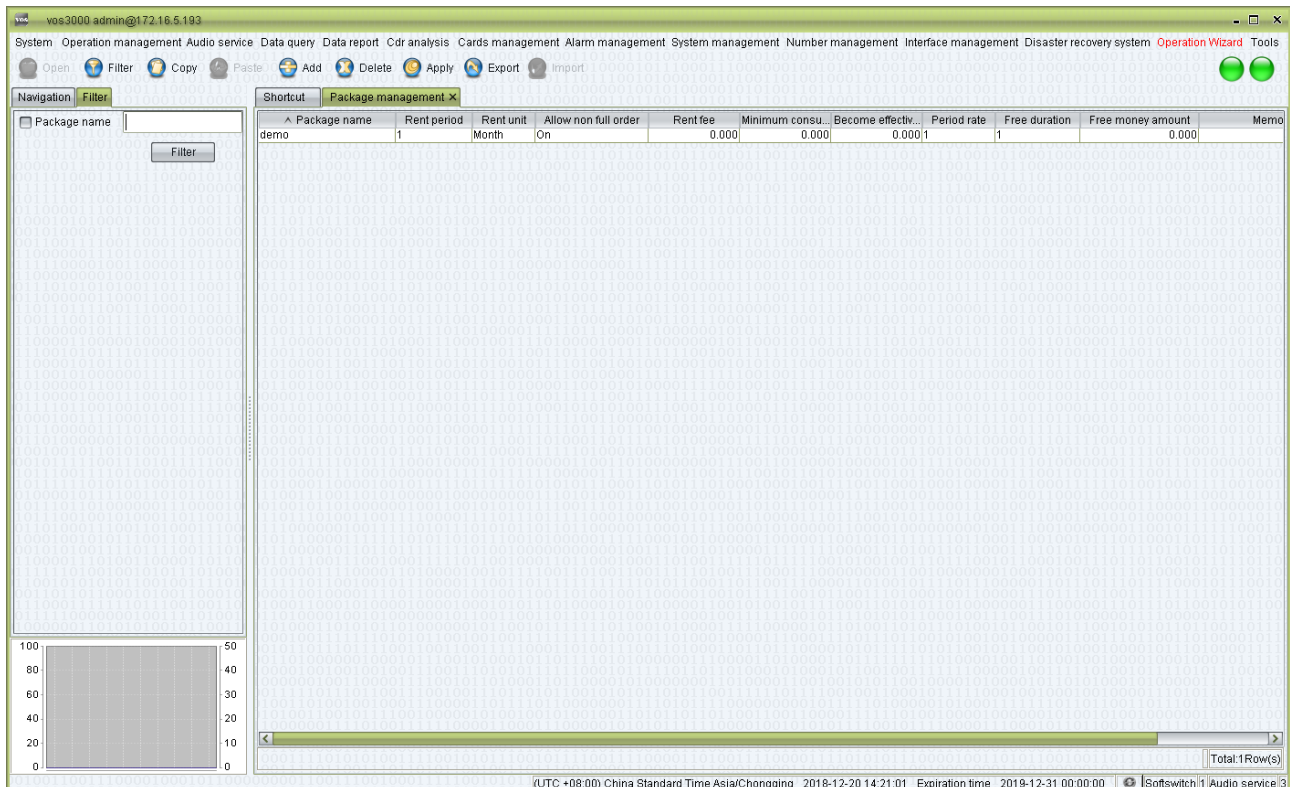 vos3000 admin@172.16.5.193
System Operation management Audio service Data query Data report Cdr analysis Cards management Alarm management System management Number management Interface management Disaster recovery system Operation Wizard Tools
Open Filter Copy Paste Add Delete Apply Export Import
Navigation Filter Shortcut Package management
Package name
Filter
Package name Rent period Rent unit Allow non full order Rent fee Minimum consu... Become effectiv... Period rate Free duration Free money amount Memo
demo 1 Month On 0.000 0.000 0.000 1 1 0.000
100 50
80 40
60 30
40 20
20 10
0 0
Total:1Row(s)
(UTC +08:00) China Standard Time Asia/Chongqing 2018-12-20 14:21:01 Expiration time 2019-12-31 00:00:00 Softswitch 1 Audio service 3